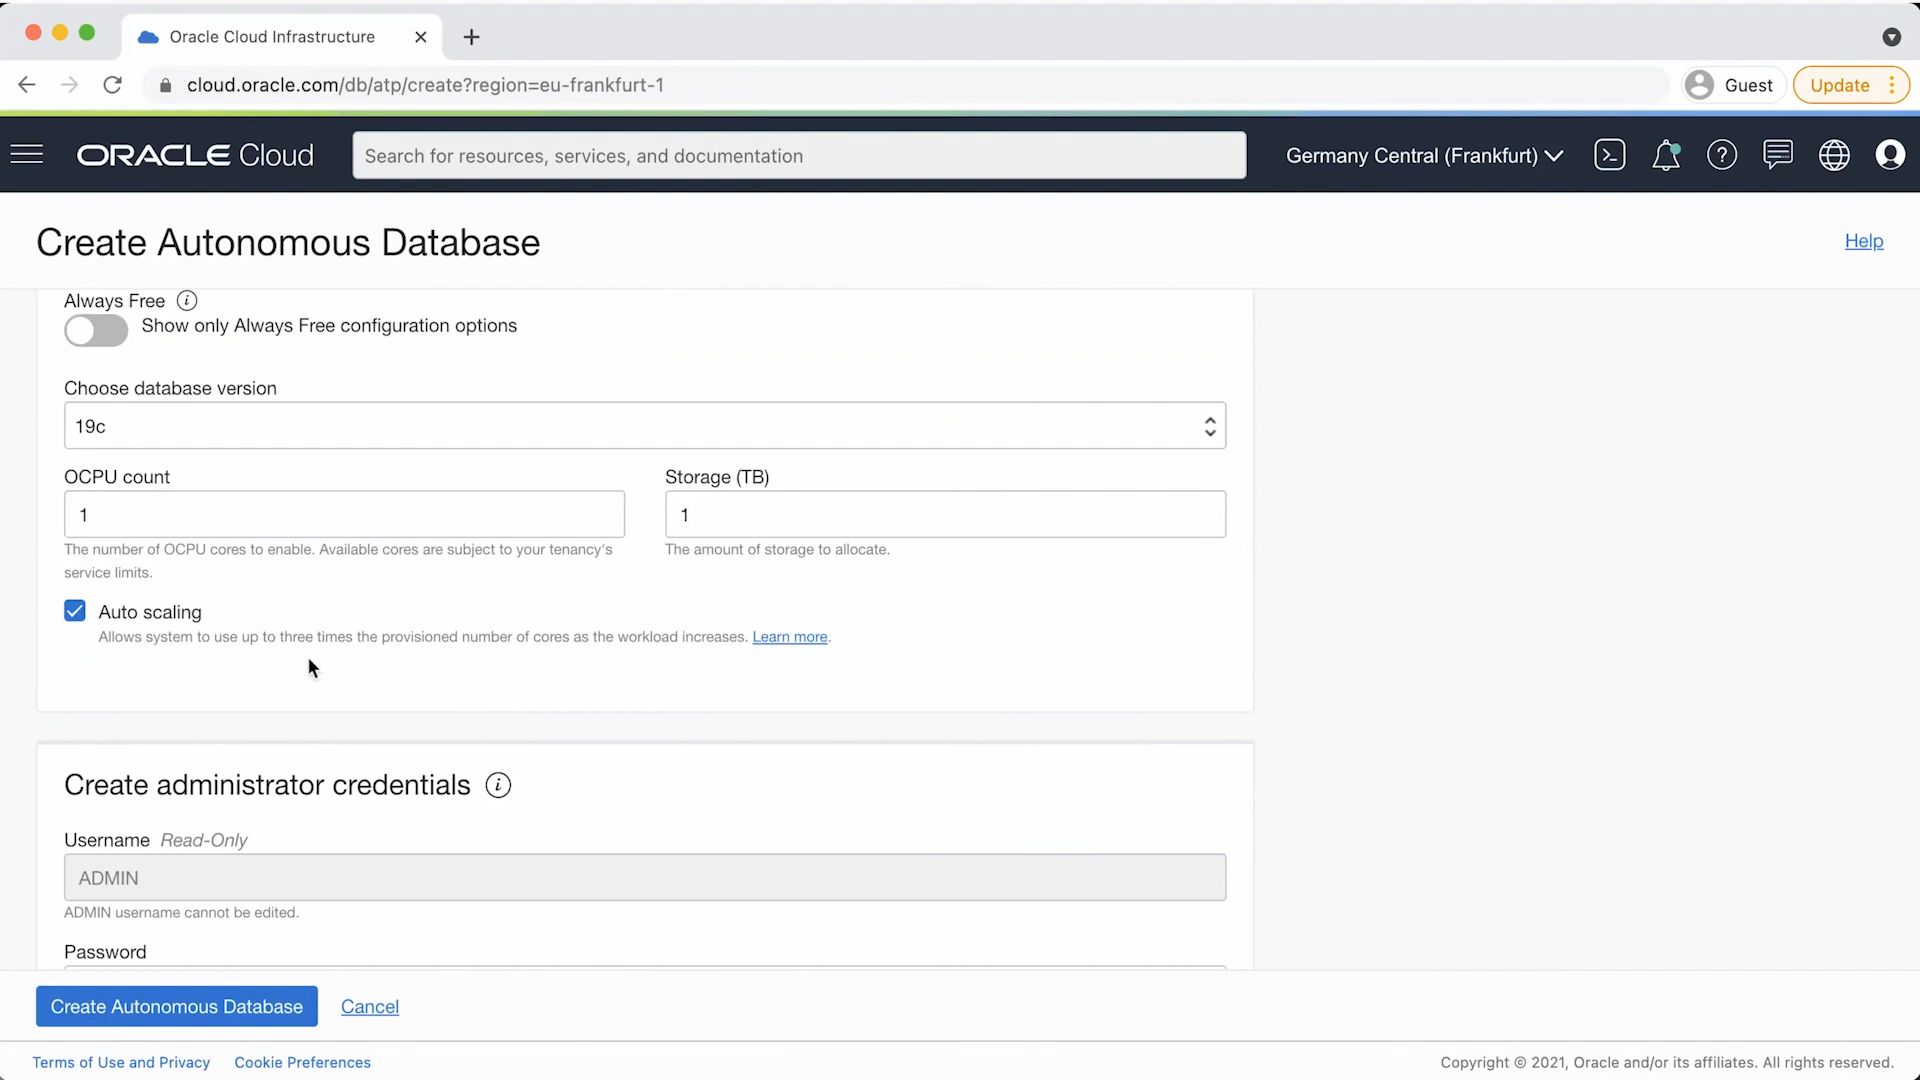 Oracle Cloud Infrastructure
cloud.oracle.com/db/atp/create?region=eu-frankfurt-1
Guest
Update
ORACLE Cloud
Search for resources, services, and documentation
Germany Central (Frankfurt)
Create Autonomous Database
Help
Always Free
Show only Always Free configuration options
Choose database version
19c
OCPU count
Storage (TB)
1
1
The number of OCPU cores to enable. Available cores are subject to your tenancy's
service limits.
The amount of storage to allocate.
Auto scaling
Allows system to use up to three times the provisioned number of cores as the workload increases. Learn more.
Create administrator credentials
Username Read-Only
ADMIN
ADMIN username cannot be edited.
Password
Create Autonomous Database
Cancel
Terms of Use and Privacy
Cookie Preferences
Copyright © 2021, Oracle and/or its affiliates. All rights reserved.